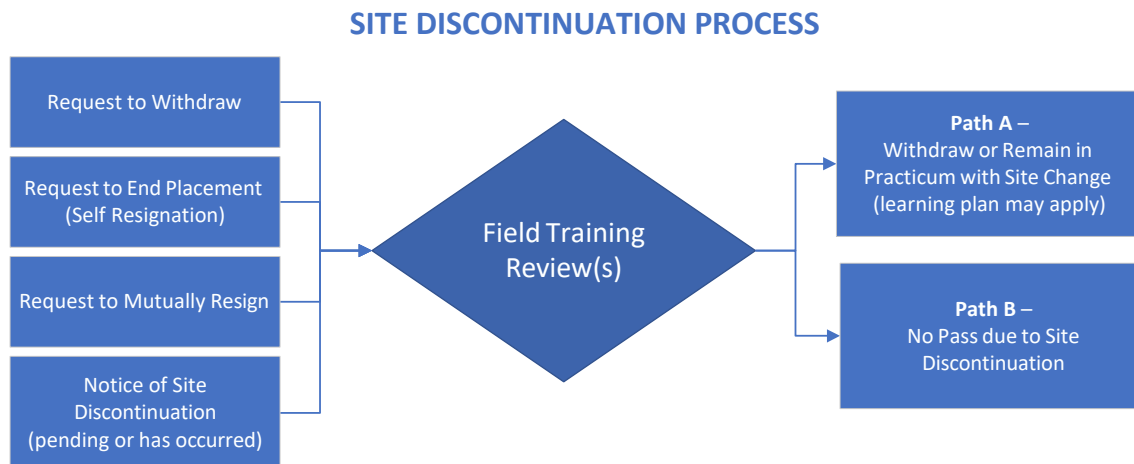 SITE DISCONTINUATION PROCESS
Request to Withdraw
Request to End Placement
(Self Resignation)
Request to Mutually Resign
Notice of Site
Discontinuation
(pending or has occurred)
Field Training
Review(s)
Path A –
Withdraw or Remain in
Practicum with Site Change
(learning plan may apply)
Path B –
No Pass due to Site
Discontinuation